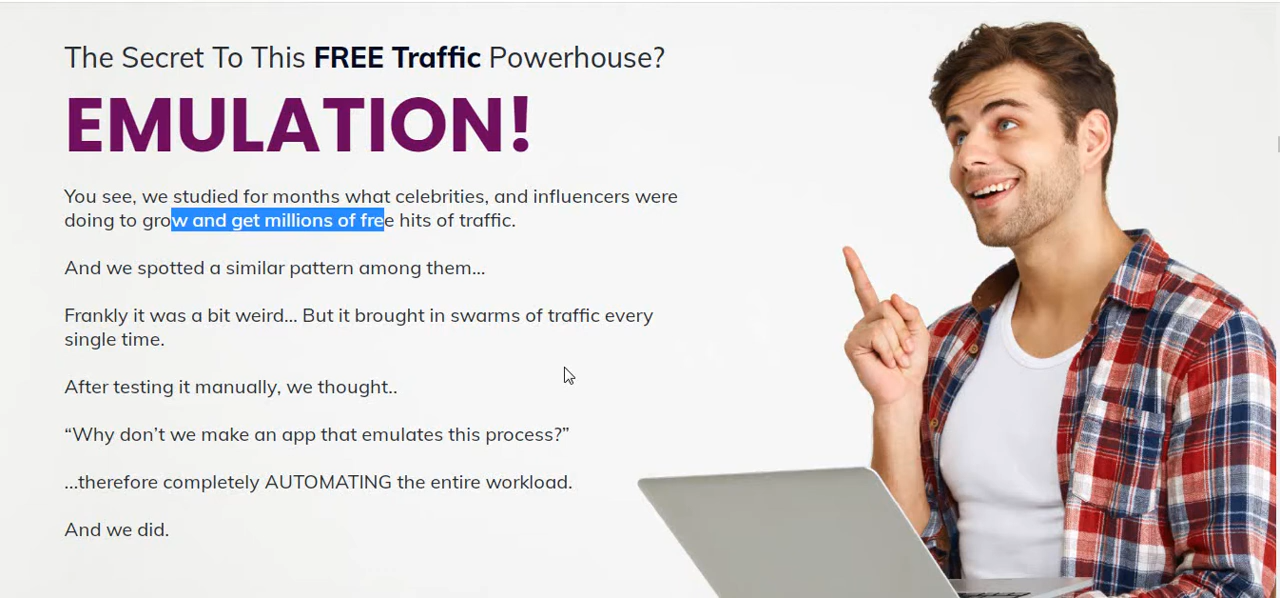 The Secret To This FREE Traffic Powerhouse?
EMULATION!
You see, we studied for months what celebrities, and influencers were
doing to grow and get millions of free hits of traffic.
And we spotted a similar pattern among them...
Frankly it was a bit weird... But it brought in swarms of traffic every
single time.
After testing it manually, we thought..
“Why don’t we make an app that emulates this process?”
...therefore completely AUTOMATING the entire workload.
And we did.